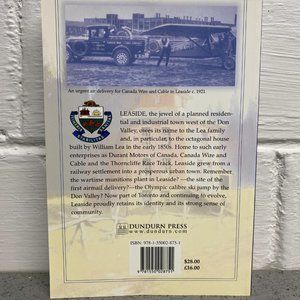 An urgent air delivery for Canada Wire and Cable in Leaside c. 1921
LEASIDE, the jewel of a planned residen-
tial and industrial town west of the Don
Valley, owes its name to the Lea family
and, in particular, to the octagonal house
built by William Lea in the early 1850s. Home to such early
enterprises as Durant Motors of Canada, Canada Wire and
Cable and the Thorncliffe Race Track, Leaside grew from a
railway settlement into a prosperous urban town. Remember
the wartime munitions plant in Leaside? —the site of the
first airmail delivery?—the Olympic calibre ski jump by the
Don Valley? Now part of Toronto and continuing to evolve,
Leaside proudly retains its identity and its strong sense of
community.
DUNDURN PRESS
www.dundurn.com
ISBN: 978-1-55002-875-1
$28.00
£16.00
9 781550 028751